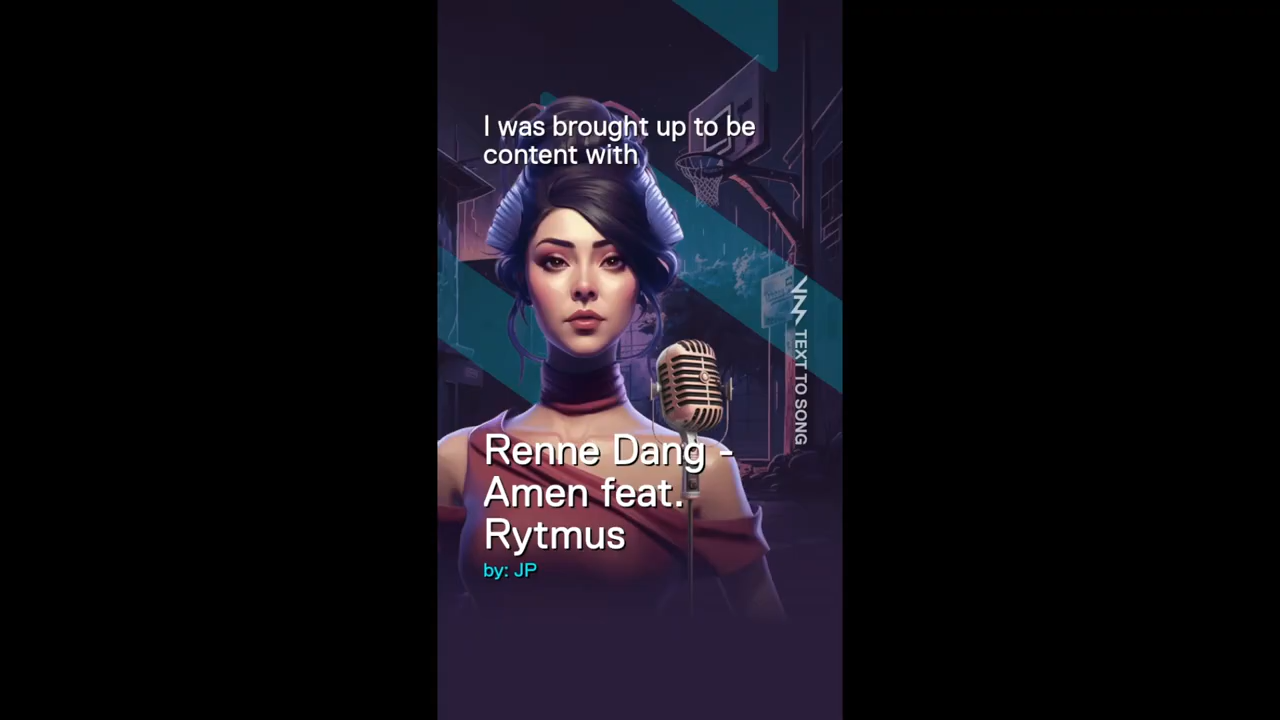 I was brought up to be
content with
TEXT TO SONG
Renne Dang -
Amen feat.
Rytmus
by: JP